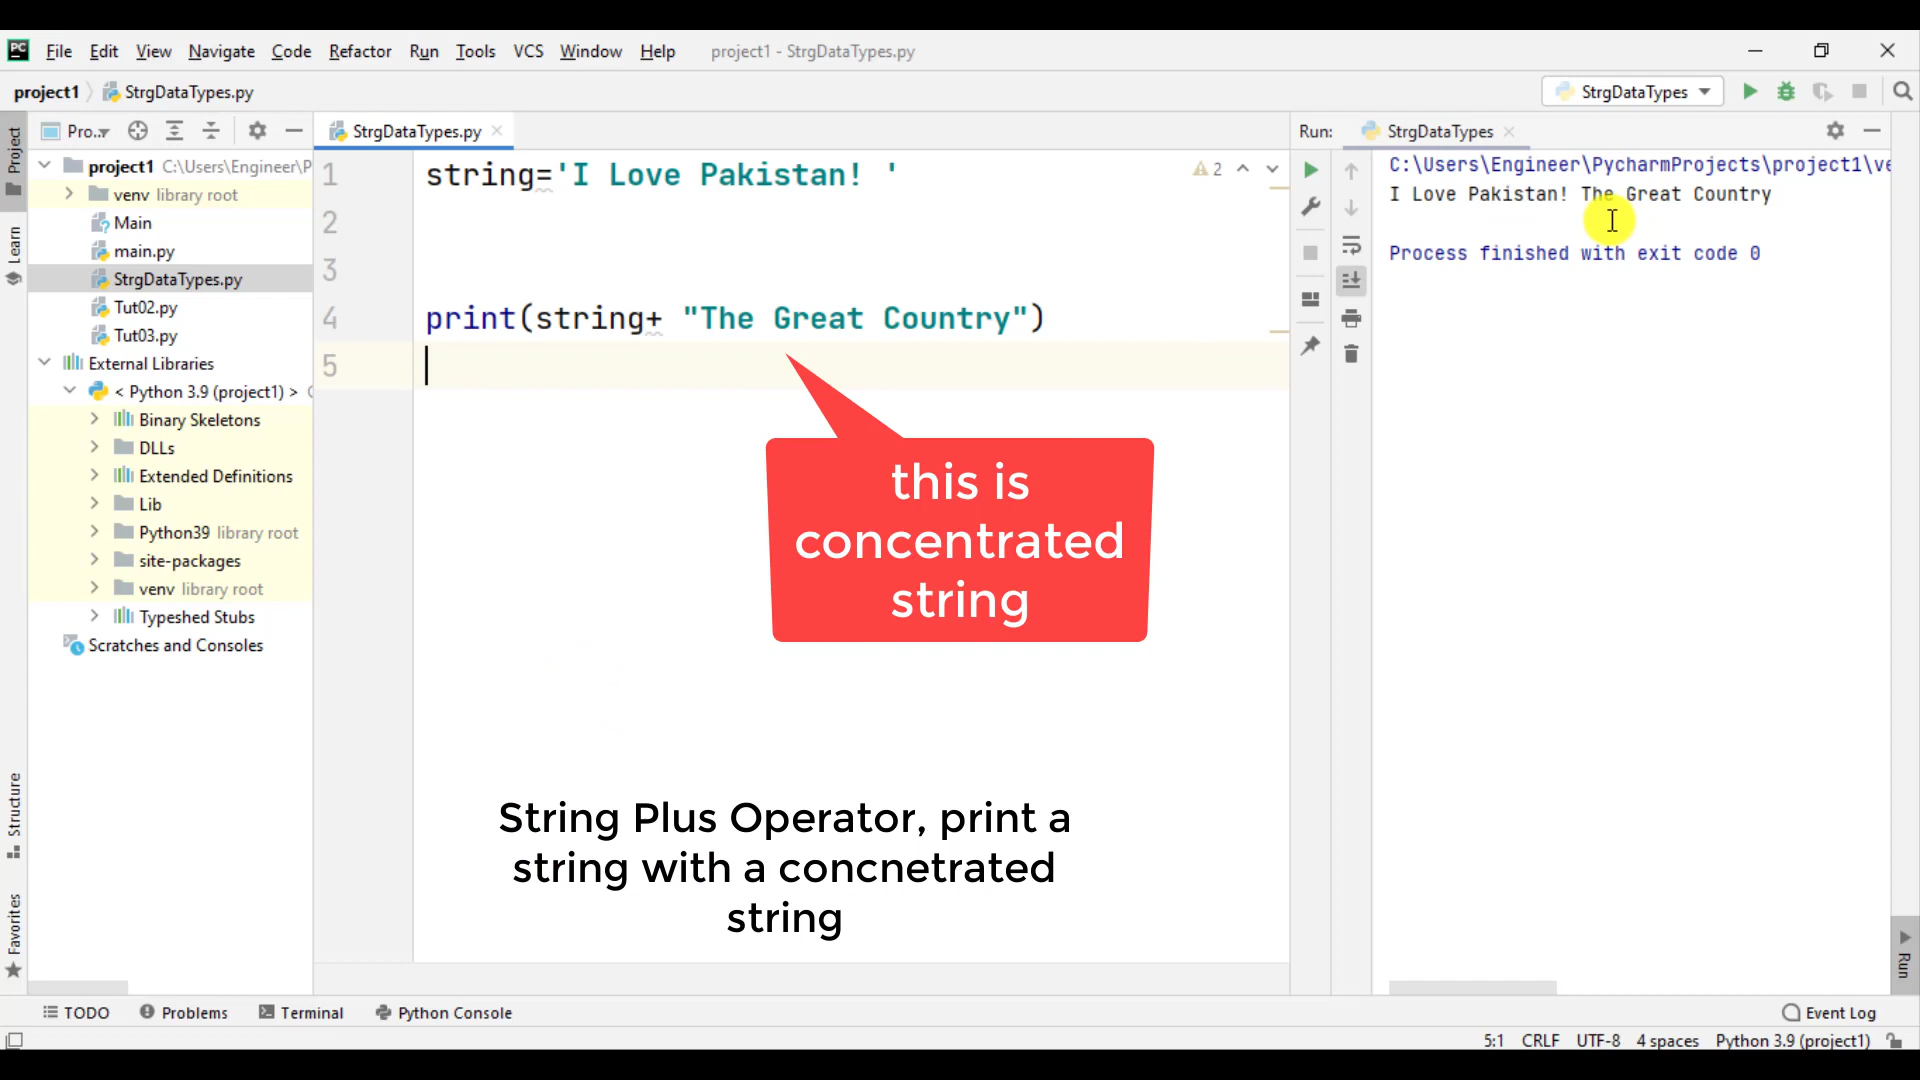 PC File Edit View Navigate Code Refactor Run Tools VCS Window Help project1 - StrgDataTypes.py
project1 StrgDataTypes.py StrgDataTypes
Project
Learn
Structure
Favorites
Pro..
project1 C:\Users\Engineer\P
venv library root
Main
main.py
StrgDataTypes.py
Tut02.py
Tut03.py
External Libraries
< Python 3.9 (project1) >
Binary Skeletons
DLLs
Extended Definitions
Lib
Python39 library root
site-packages
venv library root
Typeshed Stubs
Scratches and Consoles
StrgDataTypes.py
2
1 string='I Love Pakistan! '
2
3
4 print(string+ "The Great Country")
5
this is
concentrated
string
String Plus Operator, print a
string with a concnetrated
string
Run: StrgDataTypes
C:\Users\Engineer\PycharmProjects\project1\ve
I Love Pakistan! The Great Country
Process finished with exit code 0
Run
TODO Problems Terminal Python Console Event Log
5:1 CRLF UTF-8 4 spaces Python 3.9 (project1)